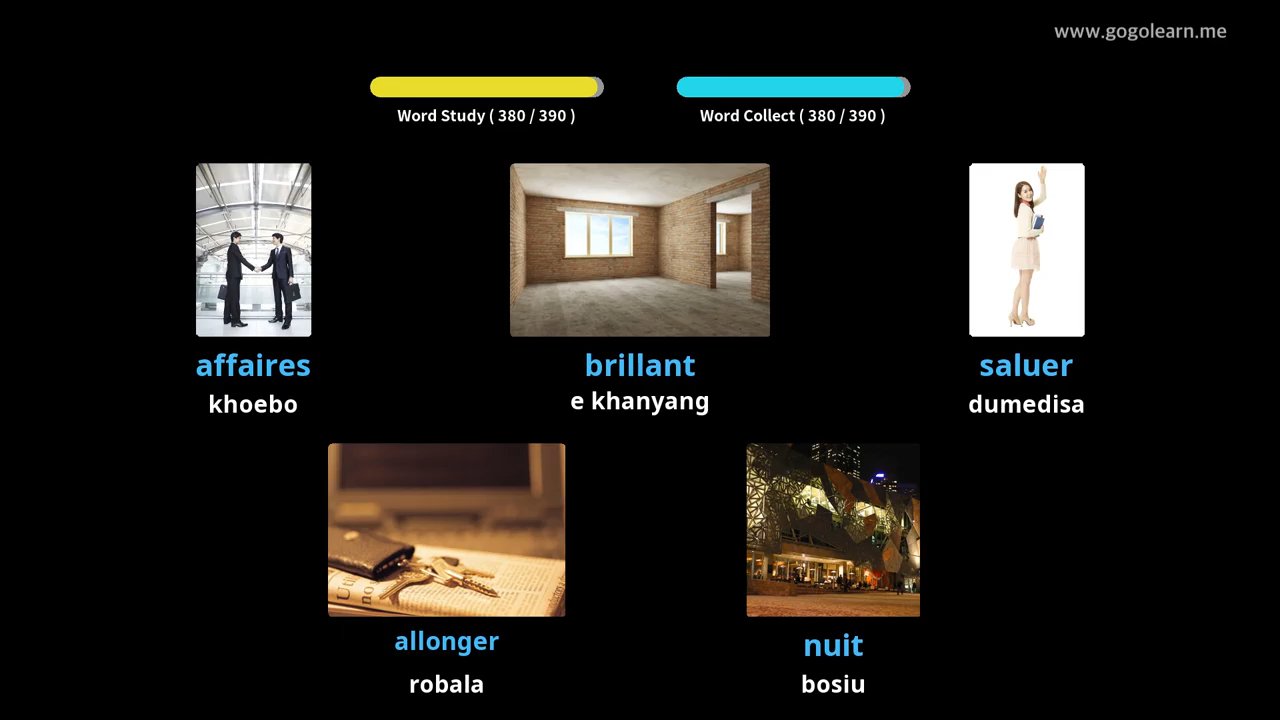 www.gogolearn.me
Word Study ( 380 / 390 )
Word Collect ( 380 / 390 )
affaires
khoebo
brillant
e khanyang
saluer
dumedisa
allonger
robala
nuit
bosiu